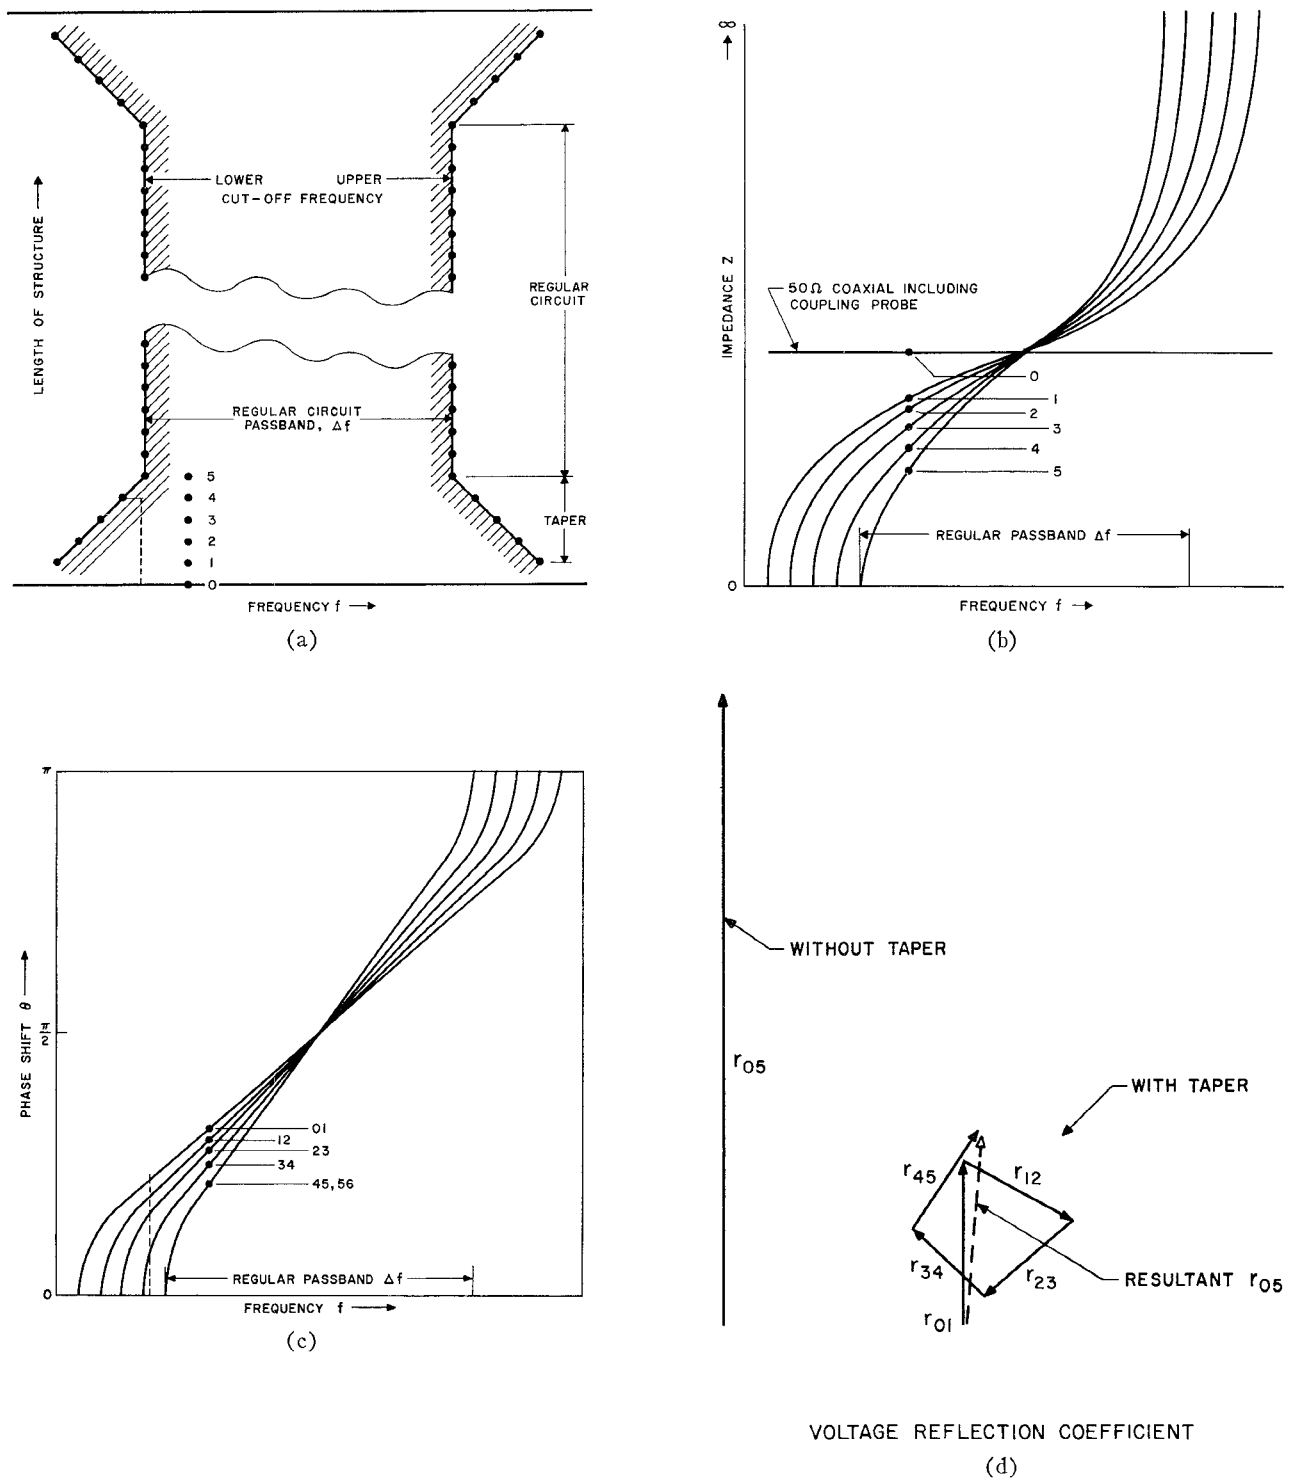 LENGTH OF STRUCTURE
LOWER UPPER
CUT-OFF FREQUENCY
REGULAR
CIRCUIT
REGULAR CIRCUIT
PASSBAND, Δf
TAPER
5
4
3
2
1
0
FREQUENCY f
(a)
IMPEDANCE Z
∞
50Ω COAXIAL INCLUDING
COUPLING PROBE
0
1
2
3
4
5
REGULAR PASSBAND Δf
0
FREQUENCY f
(b)
PHASE SHIFT θ
π
π/2
01
12
23
34
45,56
REGULAR PASSBAND Δf
0
FREQUENCY f
(c)
WITHOUT TAPER
r05
WITH TAPER
r45
r12
r34
r23
RESULTANT r05
r01
VOLTAGE REFLECTION COEFFICIENT
(d)